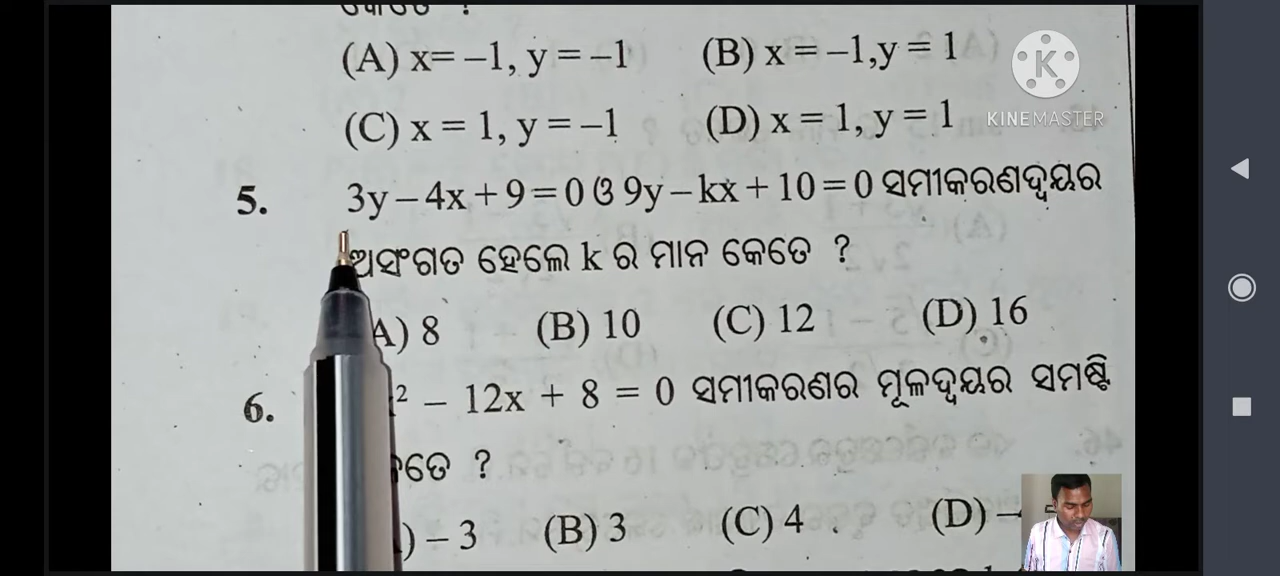 (A) x= –1, y = –1 (B) x = –1,y = 1
KINEMASTER
(C) x = 1, y = –1 (D) x = 1, y = 1
5. 3y – 4x + 9 = 0 ଓ 9y – kx + 10 = 0 ସମୀକରଣଦ୍ୱୟର
ଅସଂଗତ ହେଲେ k ର ମାନ କେତେ ?
A) 8 (B) 10 (C) 12 (D) 16
6. ² – 12x + 8 = 0 ସମୀକରଣର ମୂଳଦ୍ୱୟର ସମଷ୍ଟି
?
) – 3 (B) 3 (C) 4 (D) –